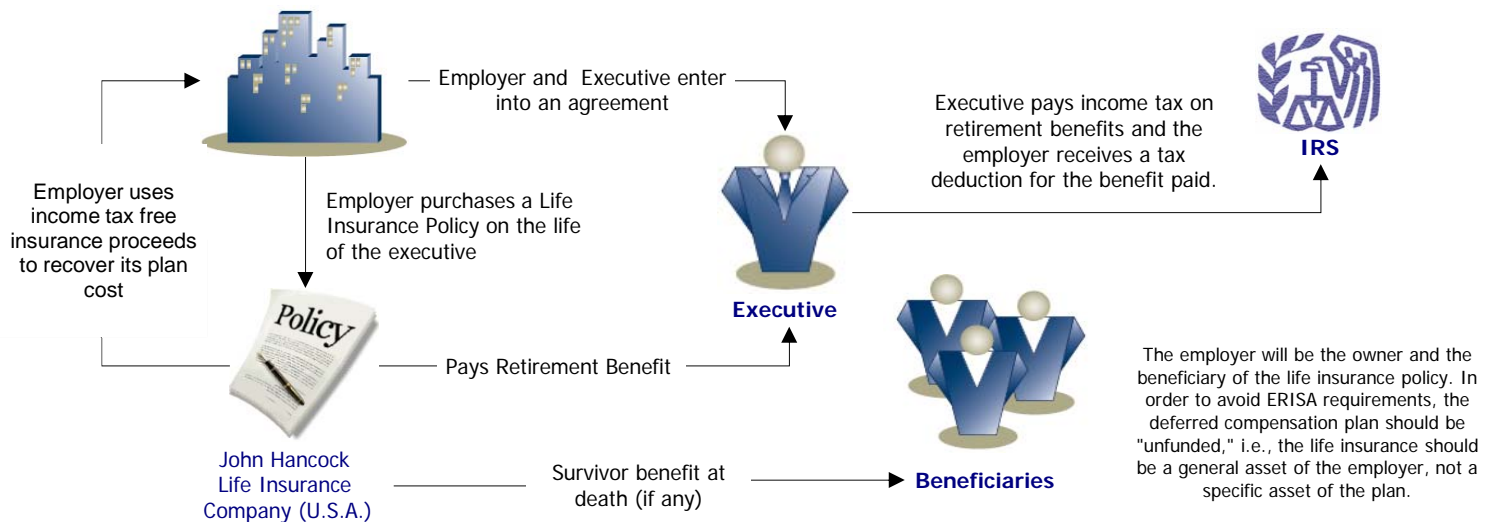 Employer and Executive enter
into an agreement
Executive pays income tax on
retirement benefits and the
employer receives a tax
deduction for the benefit paid.
IRS
Employer uses
income tax free
insurance proceeds
to recover its plan
cost
Employer purchases a Life
Insurance Policy on the life
of the executive
Executive
Policy
Pays Retirement Benefit
The employer will be the owner and the
beneficiary of the life insurance policy. In
order to avoid ERISA requirements, the
deferred compensation plan should be
"unfunded," i.e., the life insurance should
be a general asset of the employer, not a
specific asset of the plan.
John Hancock
Life Insurance
Company (U.S.A.)
Survivor benefit at
death (if any)
Beneficiaries